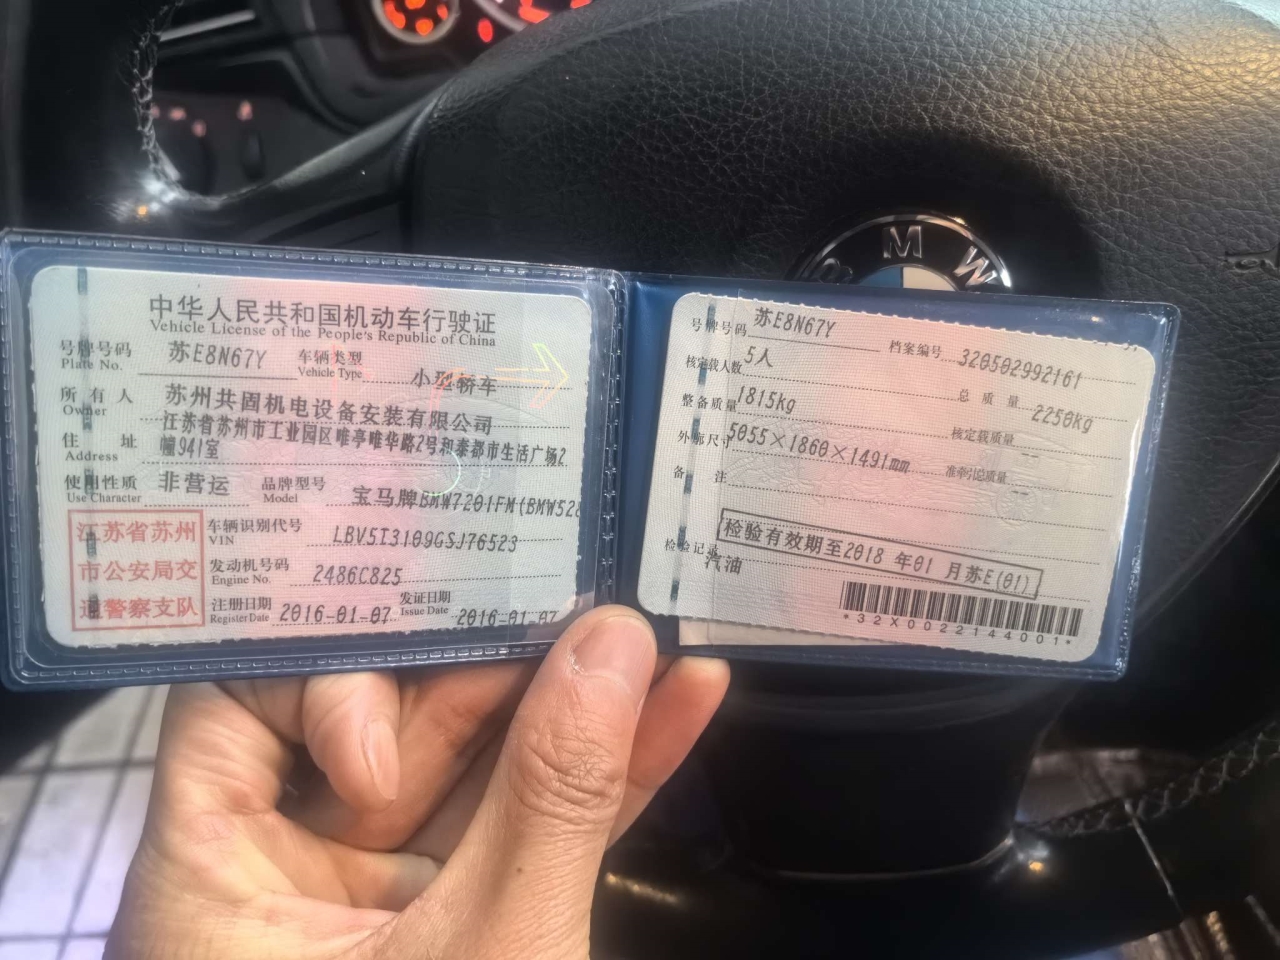 中华人民共和国机动车行驶证
Vehicle License of the People's Republic of China
号牌号码 苏E8N67Y 车辆类型 小型轿车
Plate No. Vehicle Type
所有人 苏州共固机电设备安装有限公司
Owner
住址 江苏省苏州市工业园区唯亭唯华路2号和泰都市生活广场2
Address 幢941室
使用性质 非营运 品牌型号 宝马牌BMW7201FM(BMW528
Use Character Model
江苏省苏州
市公安局交
通警察支队
车辆识别代号 LBV5I3109GSJ76523
VIN
发动机号码 2486C825
Engine No.
注册日期 2016-01-07 发证日期 2016-01-07
Register Date Issue Date
号牌号码 苏E8N67Y 档案编号 320502992161
核定载人数 5人 总质量 2250kg
整备质量 1815kg 核定载质量 --
外廓尺寸 5055×1860×1491mm 准牵引总质量 --
备注
检验有效期至2018 年01 月苏E(01)
检验记录
汽油
*32X0022144001*
BMW